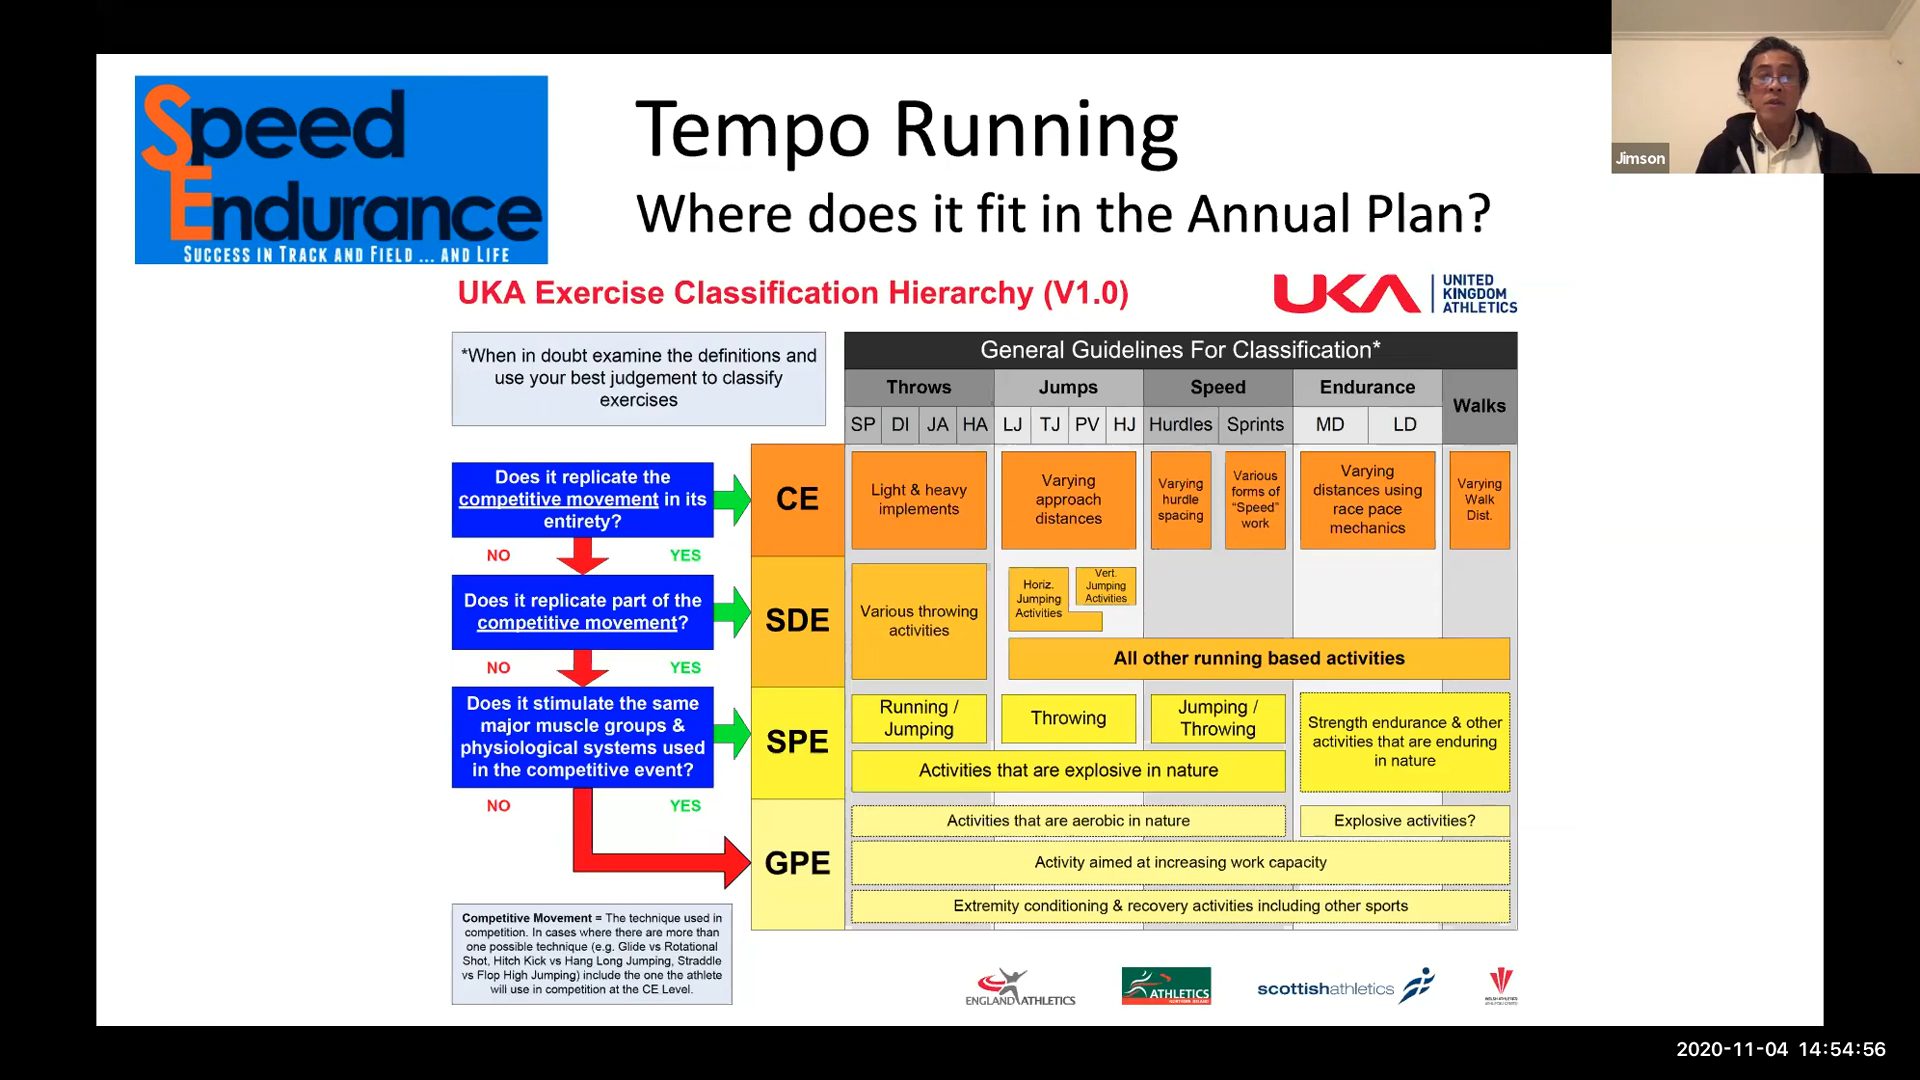 Speed
Endurance
SUCCESS IN TRACK AND FIELD ... AND LIFE
Tempo Running
Where does it fit in the Annual Plan?
Jimson
UKA Exercise Classification Hierarchy (V1.0)
UKA
UNITED
KINGDOM
ATHLETICS
*When in doubt examine the definitions and
use your best judgement to classify
exercises
General Guidelines For Classification*
Throws Jumps Speed Endurance Walks
SP DI JA HA LJ TJ PV HJ Hurdles Sprints MD LD
Does it replicate the
competitive movement in its
entirety?
NO YES
CE
Light & heavy
implements
Varying
approach
distances
Varying
hurdle
spacing
Various
forms of
“Speed”
work
Varying
distances using
race pace
mechanics
Varying
Walk
Dist.
Does it replicate part of the
competitive movement?
NO YES
SDE
Various throwing
activities
Horiz.
Jumping
Activities
Vert.
Jumping
Activities
All other running based activities
Does it stimulate the same
major muscle groups &
physiological systems used
in the competitive event?
NO YES
SPE
Running /
Jumping
Throwing
Jumping /
Throwing
Strength endurance & other
activities that are enduring
in nature
Activities that are explosive in nature
GPE
Activities that are aerobic in nature
Explosive activities?
Activity aimed at increasing work capacity
Extremity conditioning & recovery activities including other sports
Competitive Movement = The technique used in
competition. In cases where there are more than
one possible technique (e.g. Glide vs Rotational
Shot, Hitch Kick vs Hang Long Jumping, Straddle
vs Flop High Jumping) include the one the athlete
will use in competition at the CE Level.
ENGLAND ATHLETICS
ATHLETICS
NORTHERN IRELAND
scottishathletics
2020-11-04 14:54:56